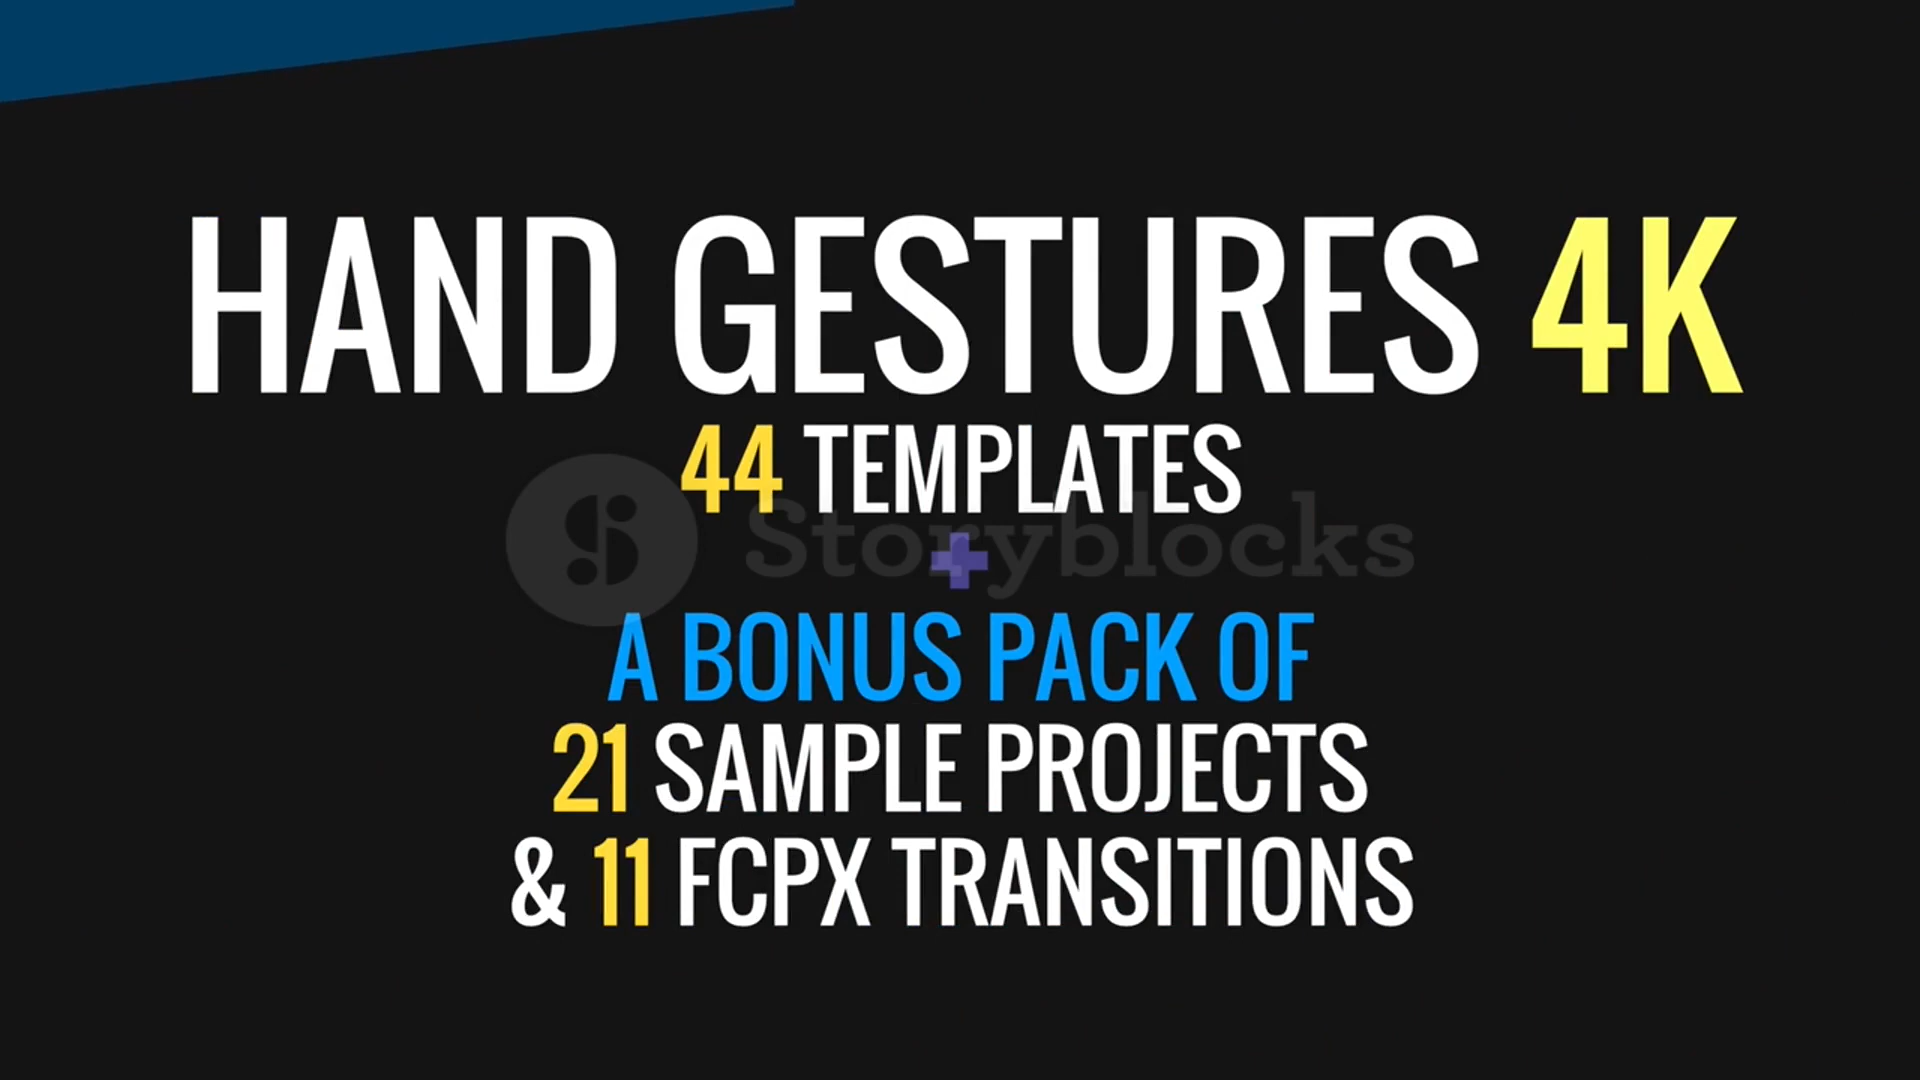 HAND GESTURES 4K
44 TEMPLATES
Storyblocks
+
A BONUS PACK OF
21 SAMPLE PROJECTS
& 11 FCPX TRANSITIONS